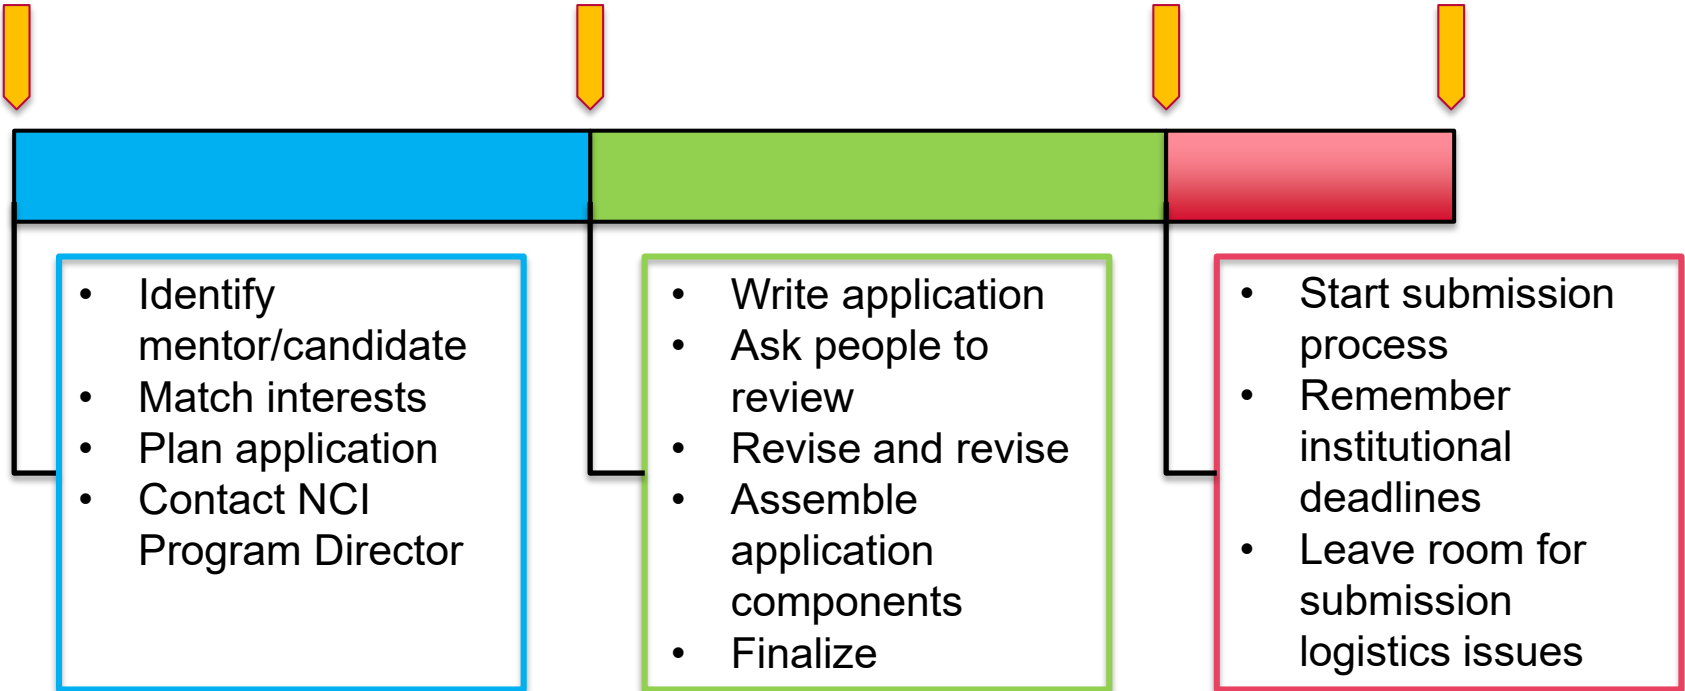 • Identify
mentor/candidate
• Match interests
• Plan application
• Contact NCI
Program Director
• Write application
• Ask people to
review
• Revise and revise
• Assemble
application
components
• Finalize
• Start submission
process
• Remember
institutional
deadlines
• Leave room for
submission
logistics issues